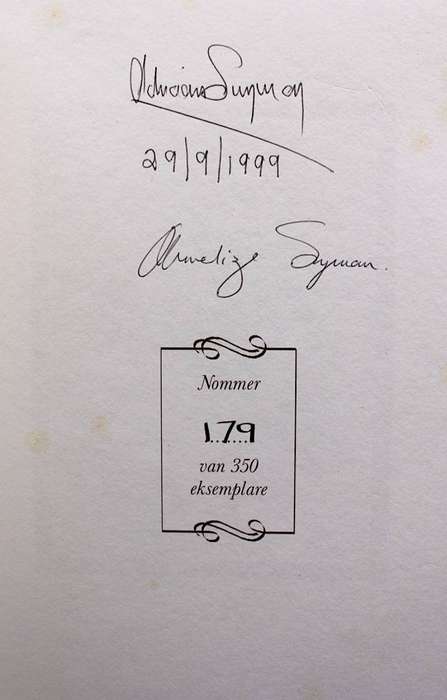 Adriaan Snyman
29/9/1999
Annelize Snyman.
Nommer
179
van 350
eksemplare